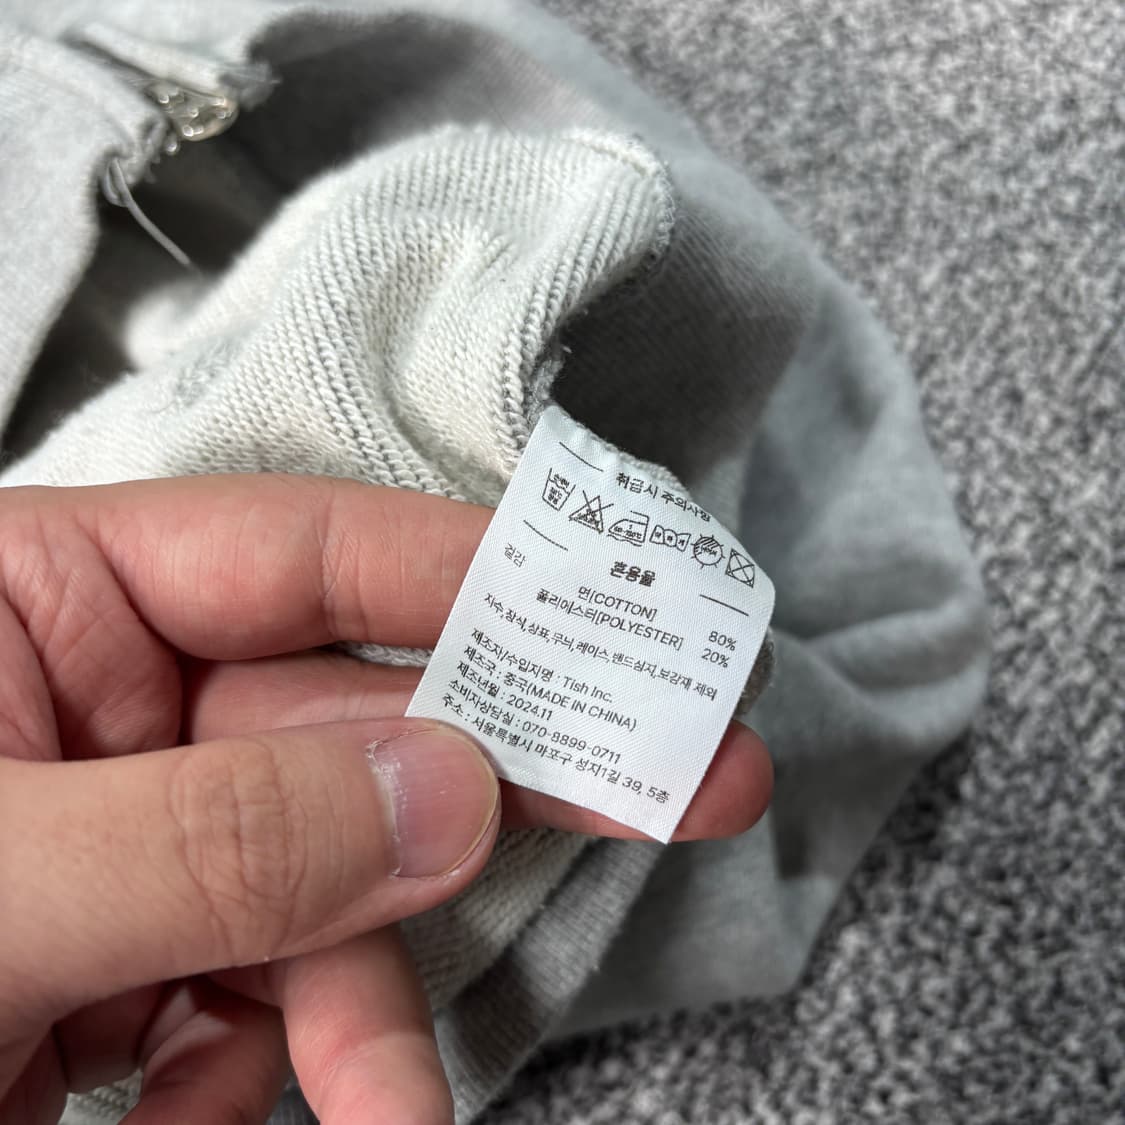 취급시 주의사항
혼용율
겉감
면[COTTON] 80%
폴리에스터[POLYESTER] 20%
자수,장식,상표,무늬,레이스,밴드심지,보강재 제외
제조자/수입자명 : Tish Inc.
제조국 : 중국(MADE IN CHINA)
제조년월 : 2024.11
소비자상담실 : 070-8899-0711
주소 : 서울특별시 마포구 성지1길 39, 5층